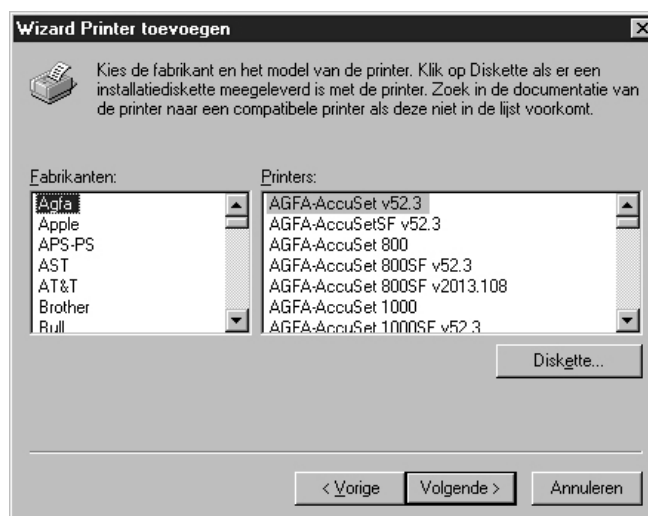 Wizard Printer toevoegen
Kies de fabrikant en het model van de printer. Klik op Diskette als er een
installatiediskette meegeleverd is met de printer. Zoek in de documentatie van
de printer naar een compatibele printer als deze niet in de lijst voorkomt.
Fabrikanten:
Agfa
Apple
APS-PS
AST
AT&T
Brother
Bull
Printers:
AGFA-AccuSet v52.3
AGFA-AccuSetSF v52.3
AGFA-AccuSet 800
AGFA-AccuSet 800SF v52.3
AGFA-AccuSet 800SF v2013.108
AGFA-AccuSet 1000
AGFA-AccuSet 1000SF v52.3
Diskette...
< Vorige
Volgende >
Annuleren